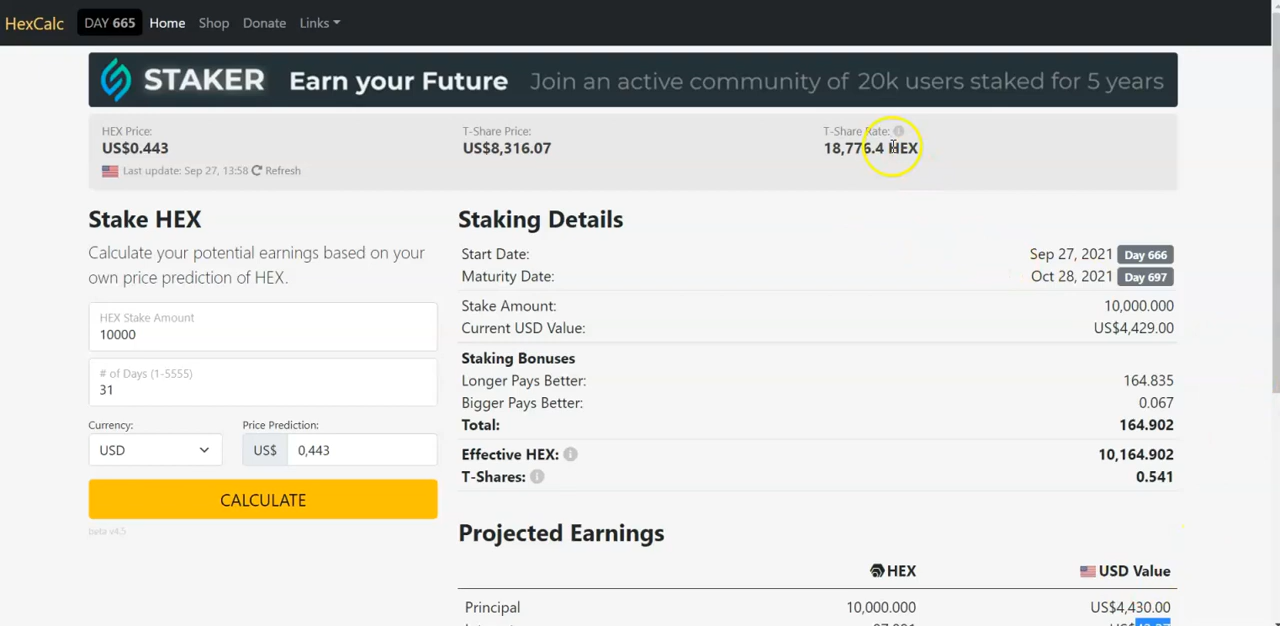 HexCalc DAY 665 Home Shop Donate Links
STAKER Earn your Future Join an active community of 20k users staked for 5 years
HEX Price: T-Share Price: T-Share Rate:
US$0.443 US$8,316.07 18,776.4 HEX
Last update: Sep 27, 13:58 Refresh
Stake HEX
Calculate your potential earnings based on your
own price prediction of HEX.
HEX Stake Amount
10000
# of Days (1-5555)
31
Currency: Price Prediction:
USD US$ 0,443
CALCULATE
beta v4.5
Staking Details
Start Date: Sep 27, 2021 Day 666
Maturity Date: Oct 28, 2021 Day 697
Stake Amount: 10,000.000
Current USD Value: US$4,429.00
Staking Bonuses
Longer Pays Better: 164.835
Bigger Pays Better: 0.067
Total: 164.902
Effective HEX: 10,164.902
T-Shares: 0.541
Projected Earnings
HEX USD Value
Principal 10,000.000 US$4,430.00